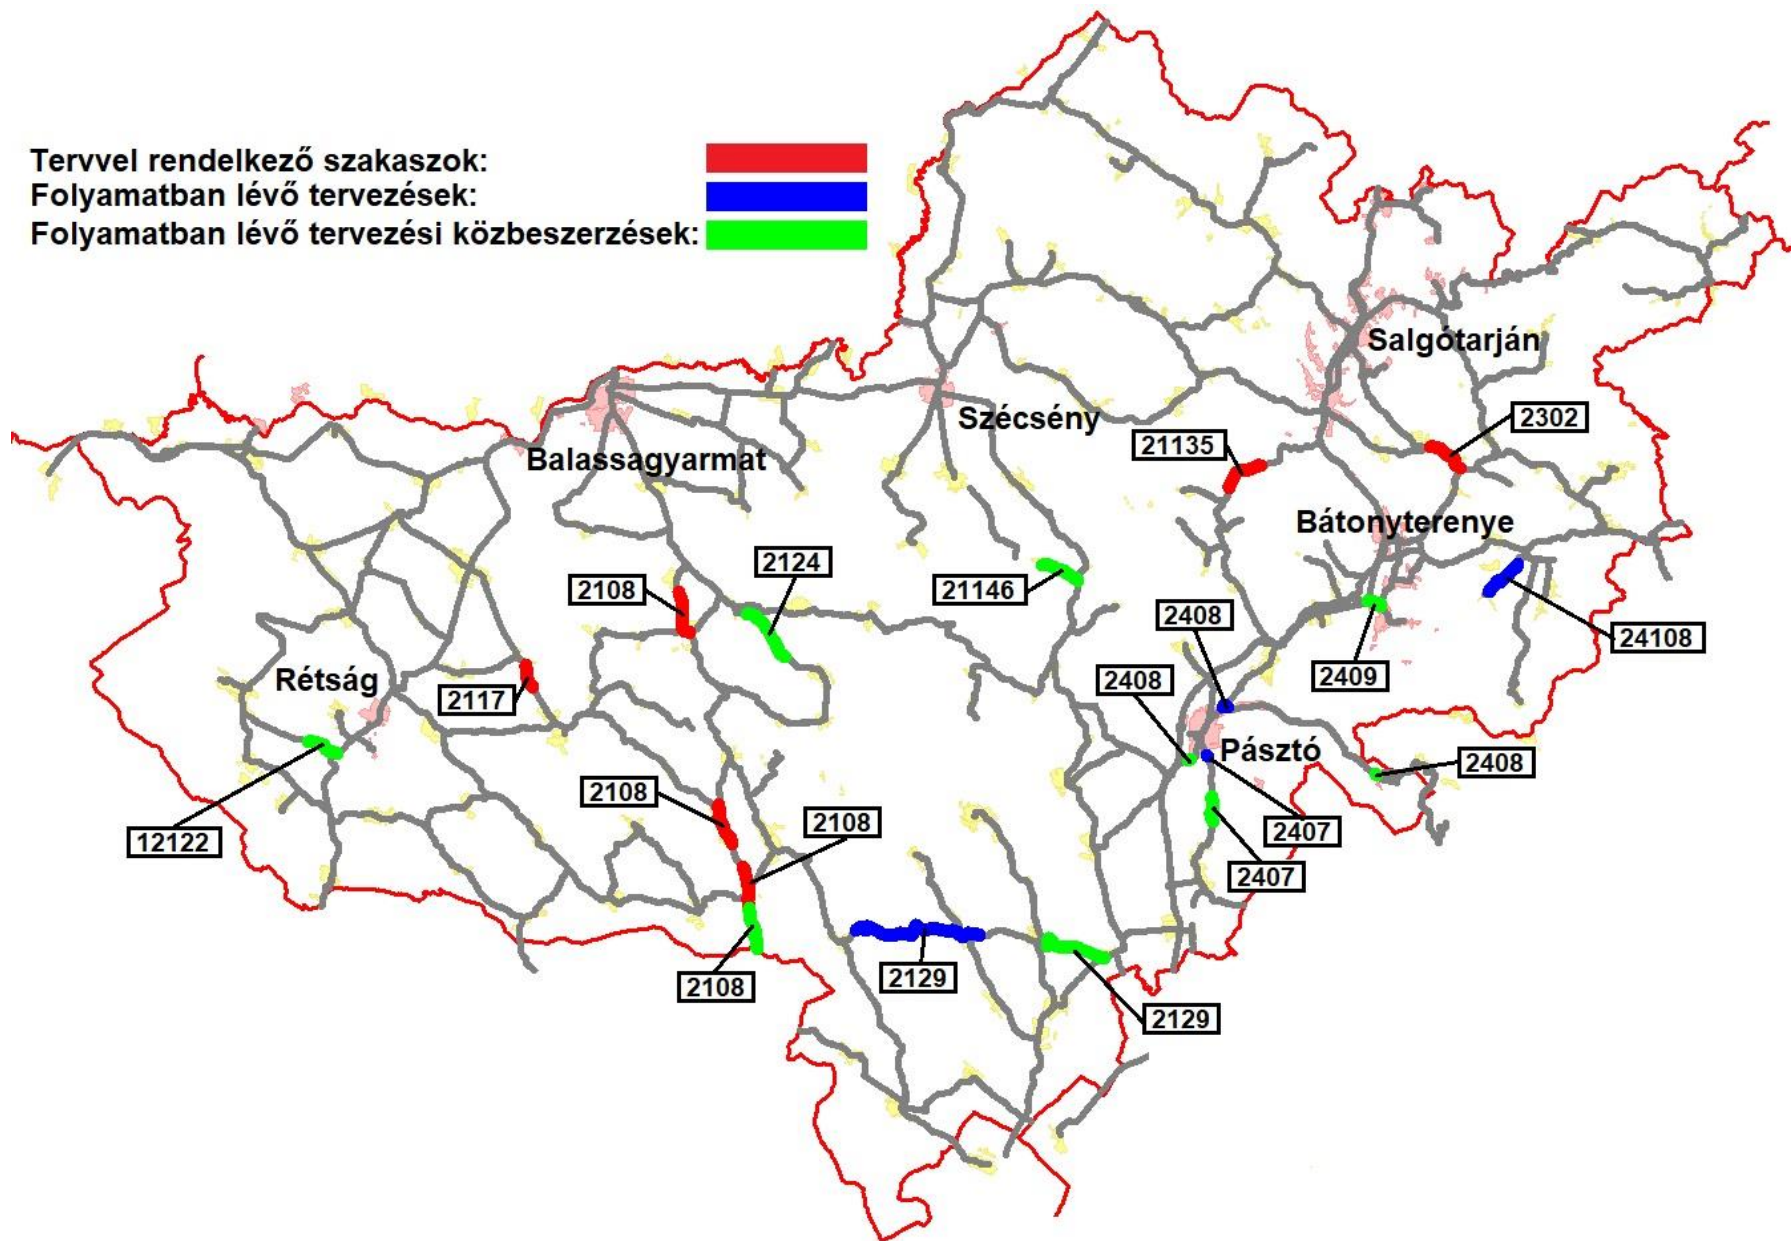 Tervvel rendelkező szakaszok:
Folyamatban lévő tervezések:
Folyamatban lévő tervezési közbeszerzések:
Salgótarján
Szécsény
2302
21135
Balassagyarmat
Bátonyterenye
2124
2108
21146
2408
24108
Rétság
2409
2408
2117
Pásztó
2408
2108
2108
2407
12122
2407
2129
2108
2129